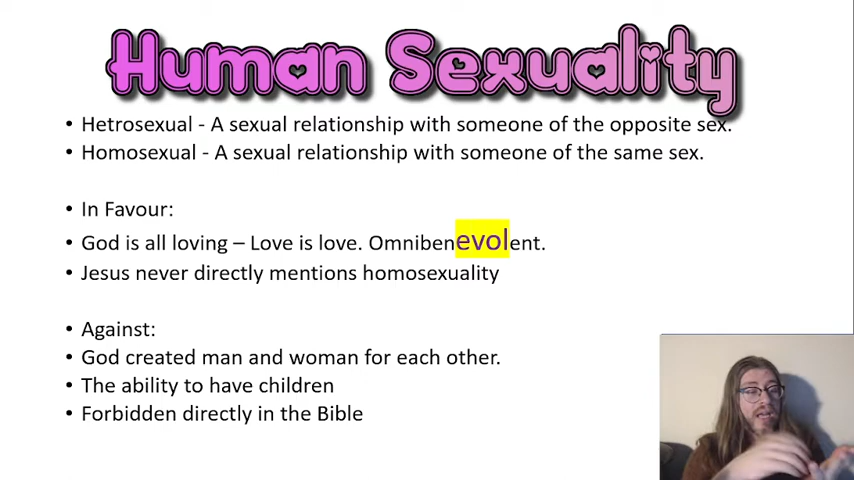 Human Sexuality
• Hetrosexual - A sexual relationship with someone of the opposite sex.
• Homosexual - A sexual relationship with someone of the same sex.
• In Favour:
• God is all loving – Love is love. Omnibenevolent.
• Jesus never directly mentions homosexuality
• Against:
• God created man and woman for each other.
• The ability to have children
• Forbidden directly in the Bible